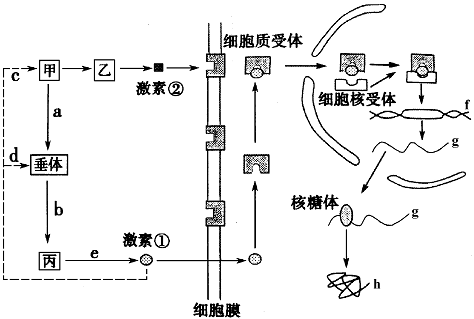 细胞质受体
c 甲 乙
激素② 细胞核受体
a f
d g
垂体
b 核糖体
激素① g
丙 e
h
细胞膜